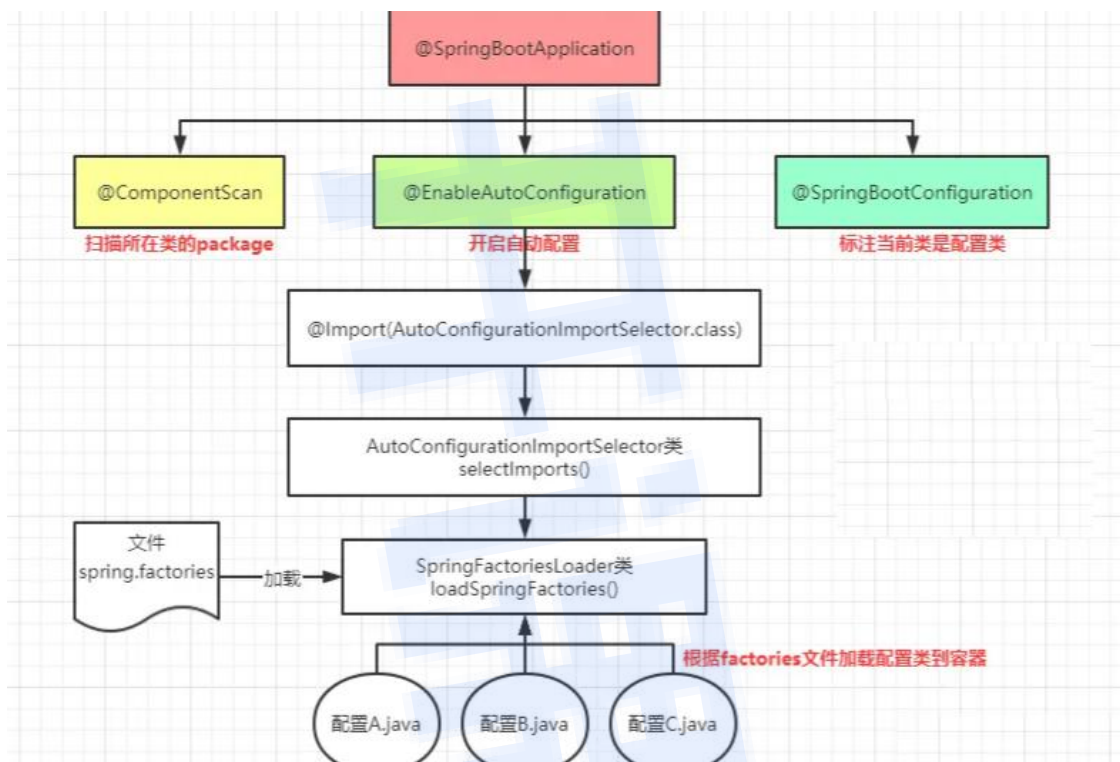 @SpringBootApplication
@ComponentScan
@EnableAutoConfiguration
@SpringBootConfiguration
扫描所在类的package
开启自动配置
标注当前类是配置类
@Import(AutoConfigurationImportSelector.class)
AutoConfigurationImportSelector类
selectImports()
文件
spring.factories
加载
SpringFactoriesLoader类
loadSpringFactories()
根据factories文件加载配置类到容器
配置A.java
配置B.java
配置C.java